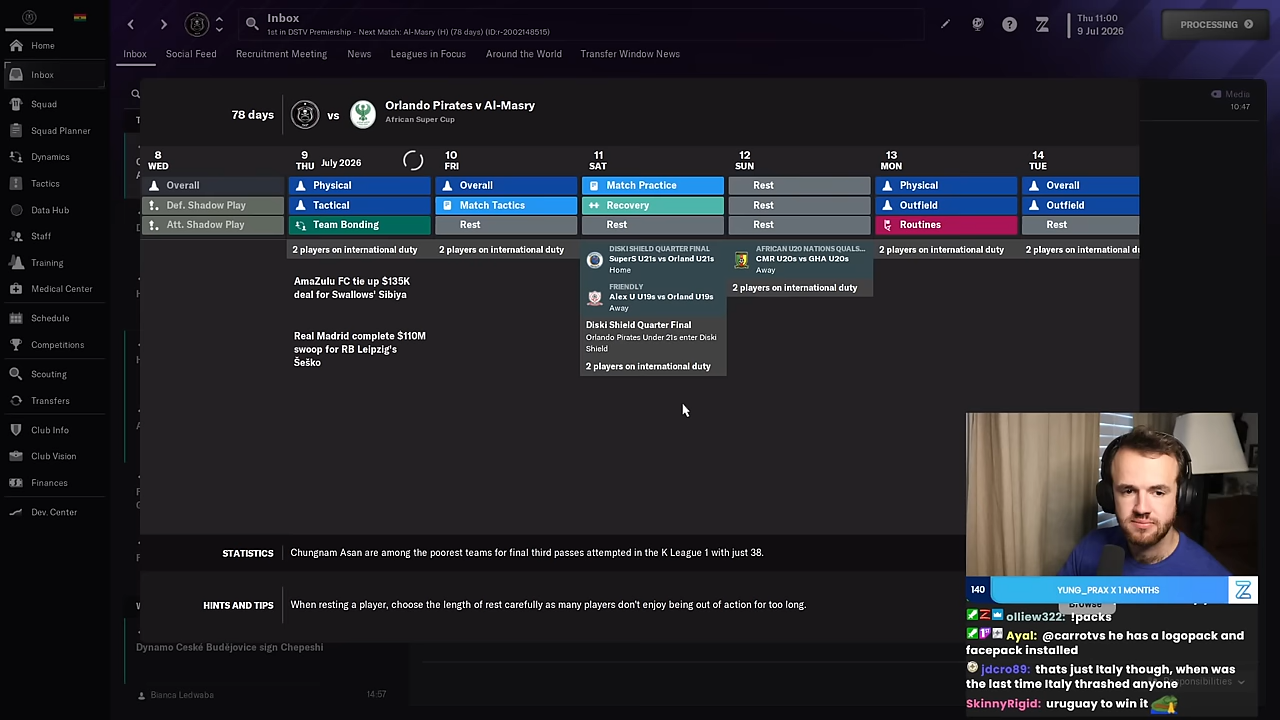 Inbox
1st in DSTV Premiership - Next Match: Al-Masry (H) (78 days) (ID:r-2002148515)
Thu 11:00
9 Jul 2026
PROCESSING
Home
Inbox
Squad
Squad Planner
Dynamics
Tactics
Data Hub
Staff
Training
Medical Center
Schedule
Competitions
Scouting
Transfers
Club Info
Club Vision
Finances
Dev. Center
Inbox Social Feed Recruitment Meeting News Leagues in Focus Around the World Transfer Window News
Media
10:47
78 days
vs
Orlando Pirates v Al-Masry
African Super Cup
8
WED
9
THU July 2026
10
FRI
11
SAT
12
SUN
13
MON
14
TUE
Overall Physical Overall Match Practice Rest Physical Overall
Def. Shadow Play Tactical Match Tactics Recovery Rest Outfield Outfield
Att. Shadow Play Team Bonding Rest Rest Rest Routines Rest
2 players on international duty
AmaZulu FC tie up $135K
deal for Swallows' Sibiya
Real Madrid complete $110M
swoop for RB Leipzig's
Šeško
2 players on international duty
DISKI SHIELD QUARTER FINAL
SuperS U21s vs Orland U21s
Home
FRIENDLY
Alex U U19s vs Orland U19s
Away
Diski Shield Quarter Final
Orlando Pirates Under 21s enter Diski
Shield
2 players on international duty
AFRICAN U20 NATIONS QUALS...
CMR U20s vs GHA U20s
Away
2 players on international duty
2 players on international duty
2 players on international d
STATISTICS
Chungnam Asan are among the poorest teams for final third passes attempted in the K League 1 with just 38.
HINTS AND TIPS
When resting a player, choose the length of rest carefully as many players don't enjoy being out of action for too long.
Dynamo Ceské Budějovice sign Chepeshi
Bianca Ledwaba
14:57
140
YUNG_PRAX X 1 MONTHS
Browse
olliew322: !packs
Ayal: @carrotvs he has a logopack and
facepack installed
jdcro89: thats just Italy though, when was
the last time Italy thrashed anyone
SkinnyRigid: uruguay to win it